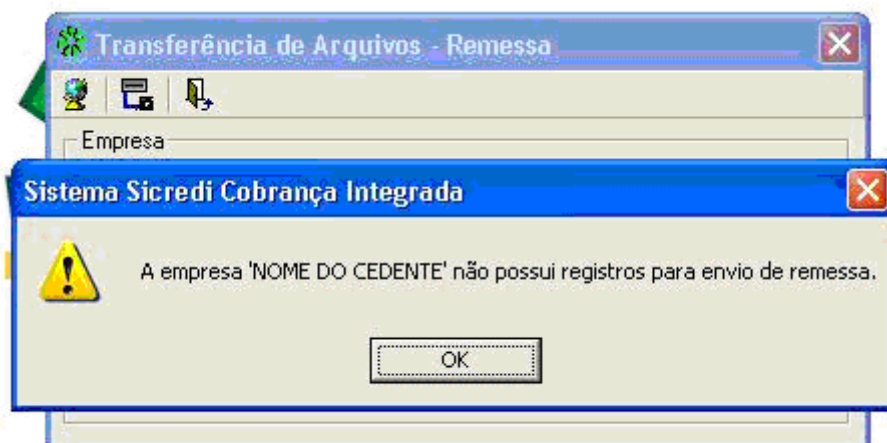 Transferência de Arquivos - Remessa
Empresa
Sistema Sicredi Cobrança Integrada
A empresa 'NOME DO CEDENTE' não possui registros para envio de remessa.
OK